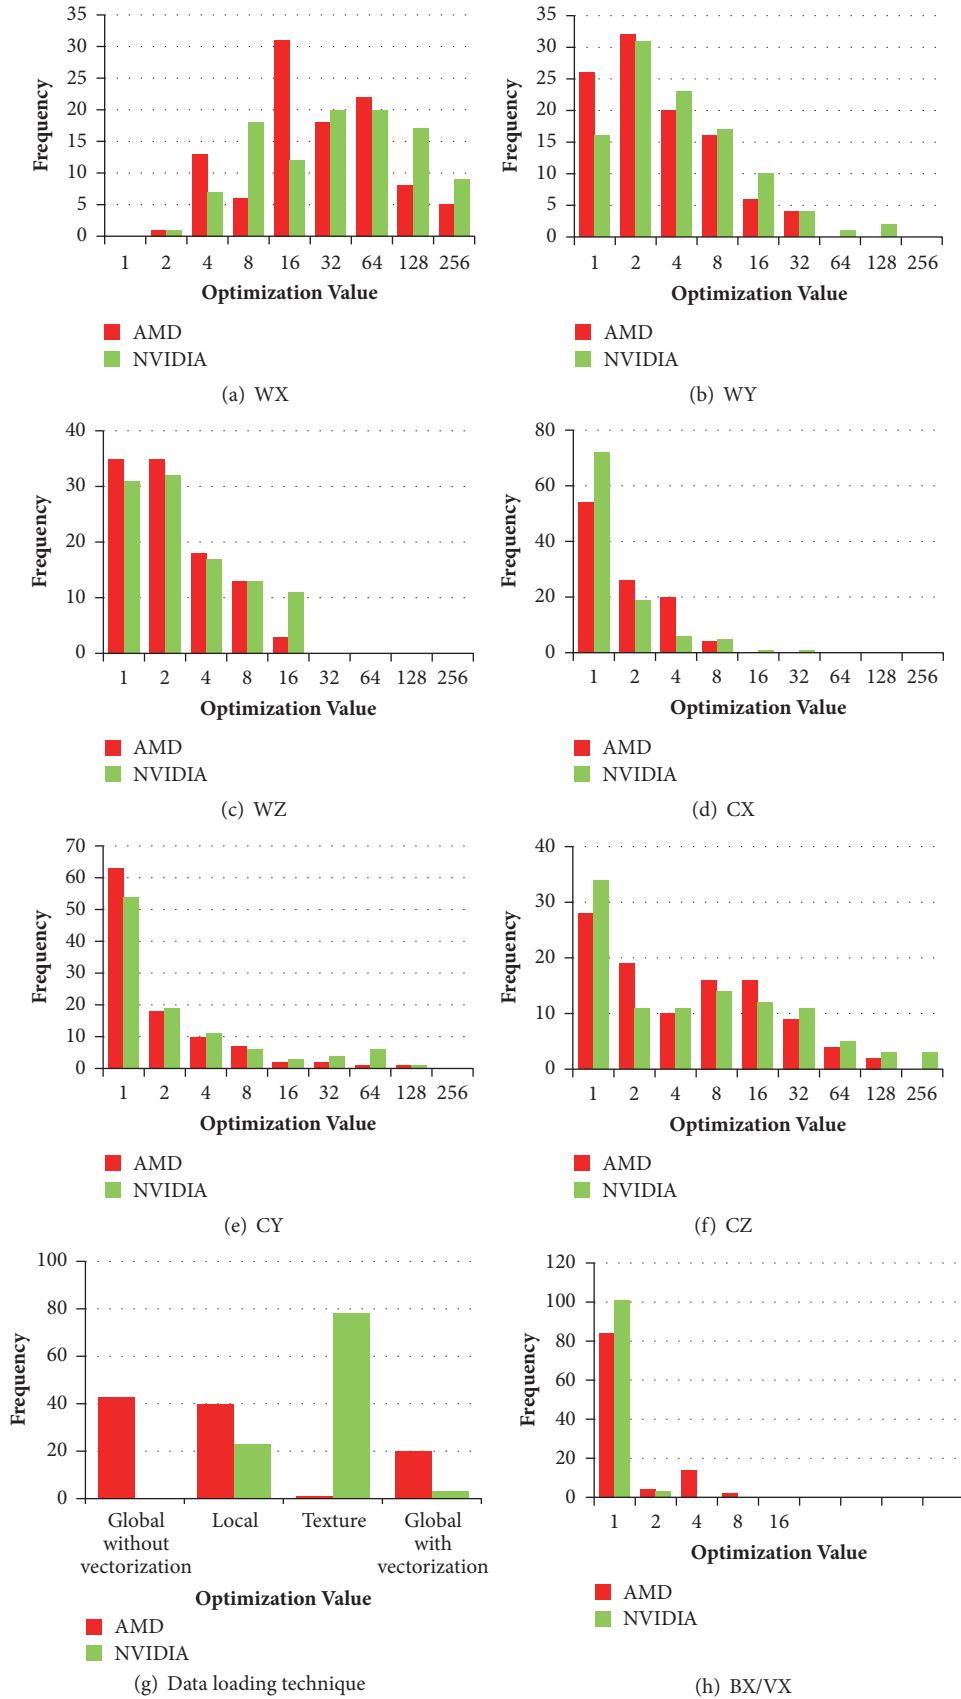 35
30
25
20
15
10
5
0
Frequency
1 2 4 8 16 32 64 128 256
Optimization Value
AMD
NVIDIA
(a) WX
35
30
25
20
15
10
5
0
Frequency
1 2 4 8 16 32 64 128 256
Optimization Value
AMD
NVIDIA
(b) WY
40
30
20
10
0
Frequency
1 2 4 8 16 32 64 128 256
Optimization Value
AMD
NVIDIA
(c) WZ
80
60
40
20
0
Frequency
1 2 4 8 16 32 64 128 256
Optimization Value
AMD
NVIDIA
(d) CX
70
60
50
40
30
20
10
0
Frequency
1 2 4 8 16 32 64 128 256
Optimization Value
AMD
NVIDIA
(e) CY
40
30
20
10
0
Frequency
1 2 4 8 16 32 64 128 256
Optimization Value
AMD
NVIDIA
(f) CZ
100
80
60
40
20
0
Frequency
Global Local Texture Global
without with
vectorization vectorization
Optimization Value
AMD
NVIDIA
(g) Data loading technique
120
100
80
60
40
20
0
Frequency
1 2 4 8 16
Optimization Value
AMD
NVIDIA
(h) BX/VX